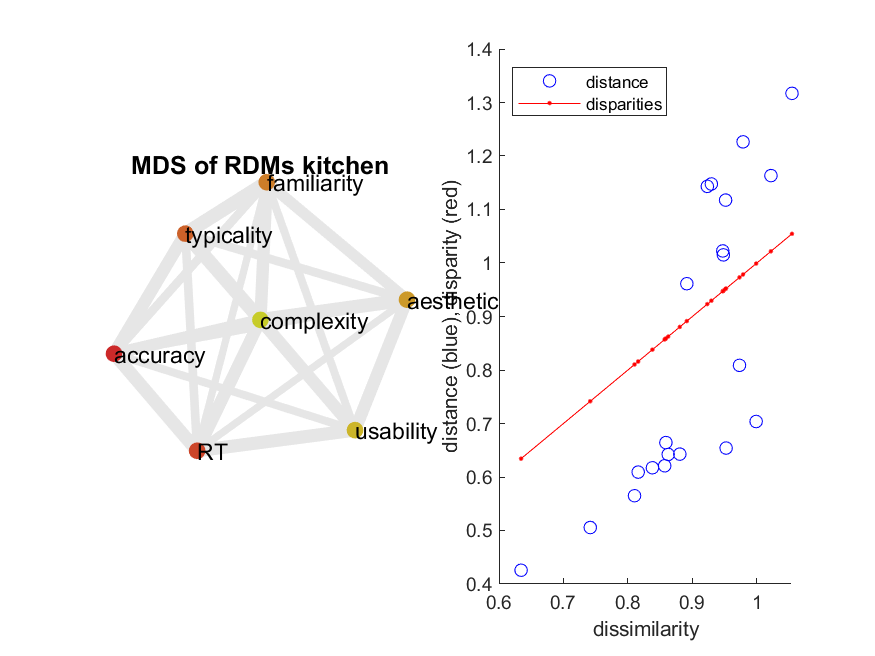 MDS of RDMs kitchen
familiarity
typicality
aesthetic
complexity
accuracy
usability
RT
distance (blue), disparity (red)
1.4
1.3
1.2
1.1
1
0.9
0.8
0.7
0.6
0.5
0.4
distance
disparities
0.6 0.7 0.8 0.9 1
dissimilarity